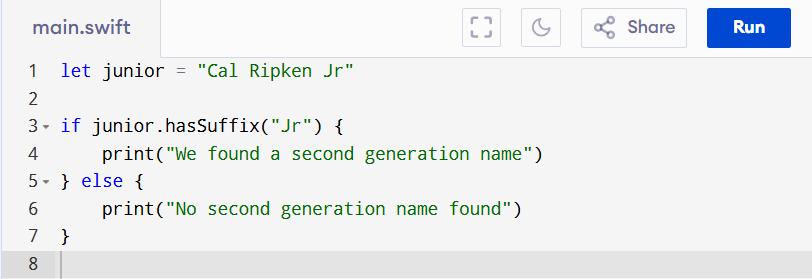 main.swift Share Run
1 let junior = "Cal Ripken Jr"
2
3 if junior.hasSuffix("Jr") {
4     print("We found a second generation name")
5 } else {
6     print("No second generation name found")
7 }
8